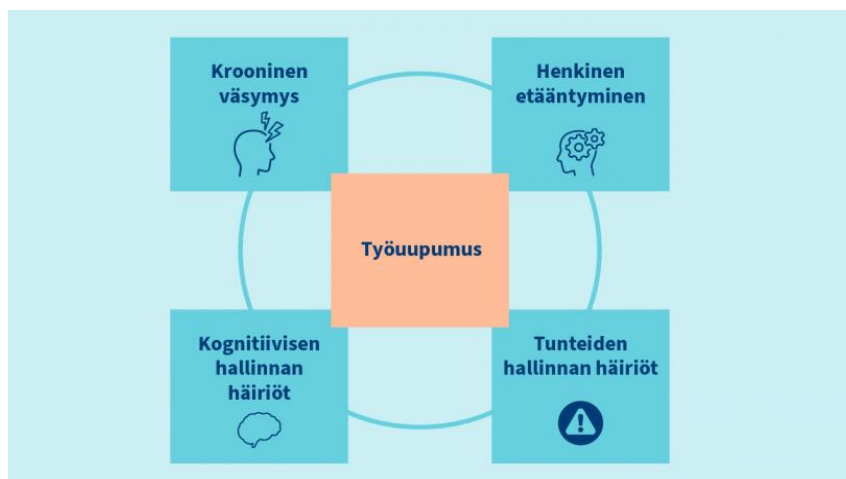 Krooninen
väsymys
Henkinen
etääntyminen
Työuupumus
Kognitiivisen
hallinnan
häiriöt
Tunteiden
hallinnan häiriöt